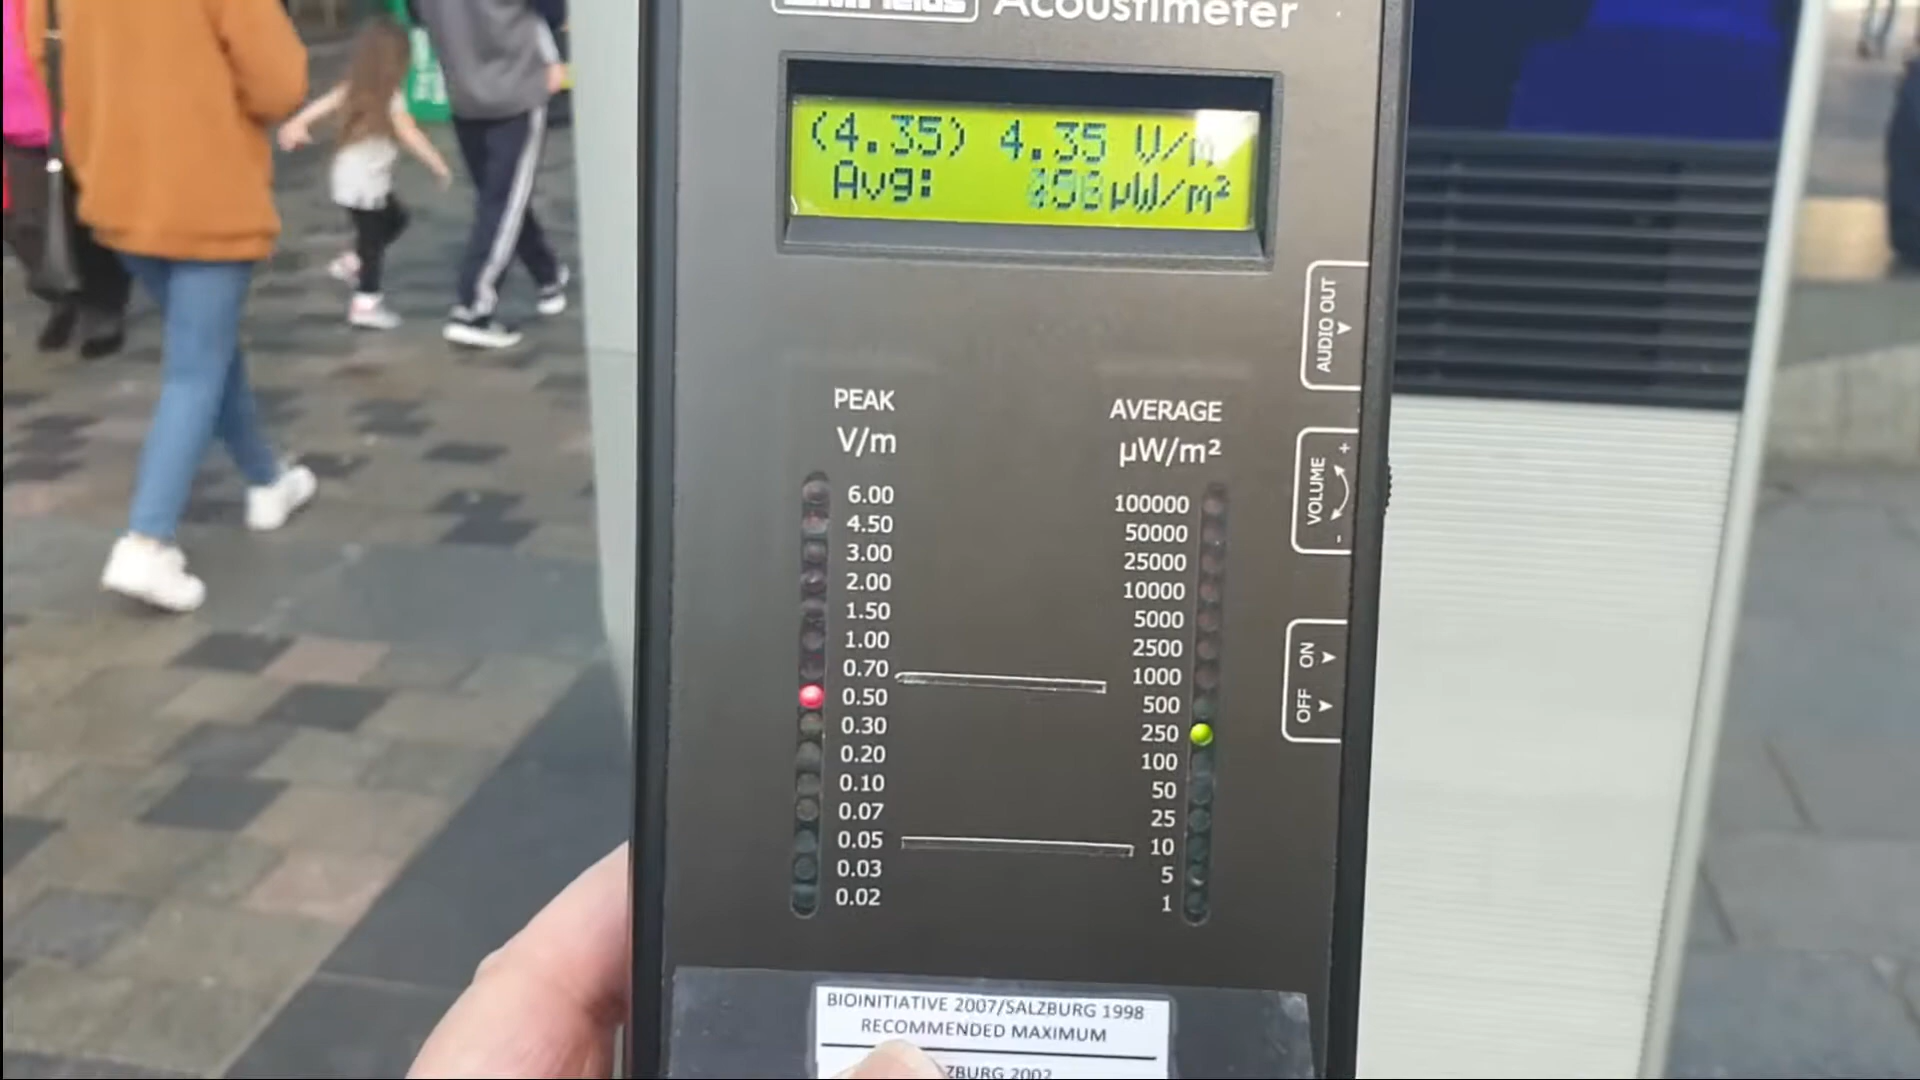 Acoustimeter
(4.35) 4.35 V/m
Avg: µW/m²
AUDIO OUT
PEAK
V/m
AVERAGE
µW/m²
VOLUME
+
-
6.00
4.50
3.00
2.00
1.50
1.00
0.70
0.50
0.30
0.20
0.10
0.07
0.05
0.03
0.02
100000
50000
25000
10000
5000
2500
1000
500
250
100
50
25
10
5
1
ON
OFF
BIOINITIATIVE 2007/SALZBURG 1998
RECOMMENDED MAXIMUM
2002